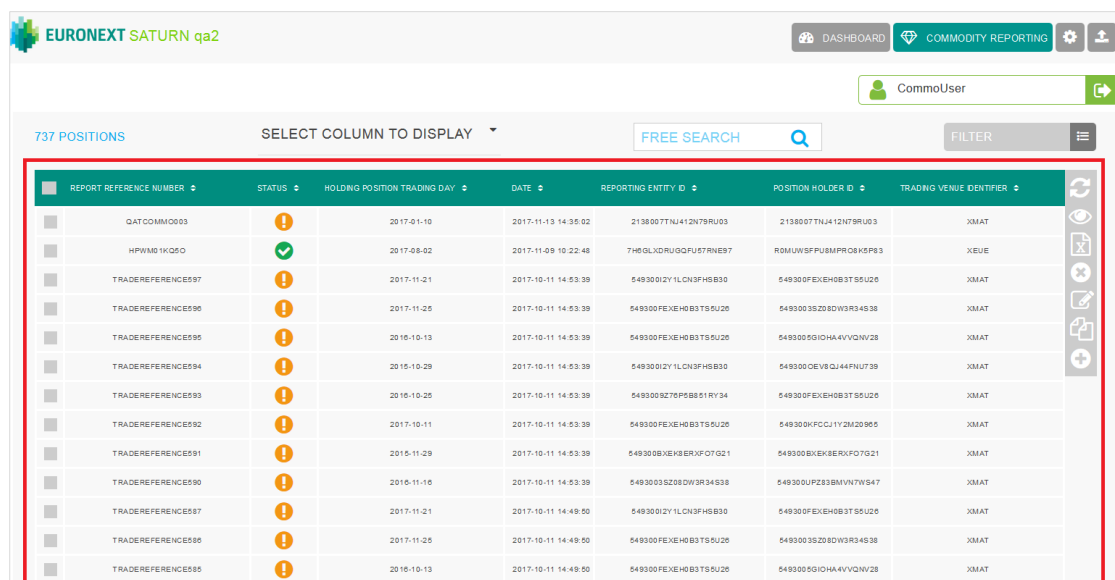 EURONEXT SATURN qa2
DASHBOARD COMMODITY REPORTING
CommoUser
737 POSITIONS SELECT COLUMN TO DISPLAY FREE SEARCH FILTER
REPORT REFERENCE NUMBER STATUS HOLDING POSITION TRADING DAY DATE REPORTING ENTITY ID POSITION HOLDER ID TRADING VENUE IDENTIFIER
QATCOMMO003 2017-01-10 2017-11-13 14:35:02 2138007TNJ412N79RU03 2138007TNJ412N79RU03 XMAT
HPWM01KQ5O 2017-08-02 2017-11-09 10:22:48 7H6GLXDRUGQFU57RNE97 R0MUWSFPU8MPRO8K5P83 XEUE
TRADEREFERENCE597 2017-11-21 2017-10-11 14:53:39 549300I2Y1LCN3FHSB30 549300FEXEH0B3TS5U26 XMAT
TRADEREFERENCE596 2017-11-25 2017-10-11 14:53:39 549300FEXEH0B3TS5U26 5493003SZ08DW3R34S38 XMAT
TRADEREFERENCE595 2016-10-13 2017-10-11 14:53:39 549300FEXEH0B3TS5U26 5493005GIOHA4VVQNV28 XMAT
TRADEREFERENCE594 2015-10-29 2017-10-11 14:53:39 549300I2Y1LCN3FHSB30 549300OEV8QJ44FNU739 XMAT
TRADEREFERENCE593 2016-10-25 2017-10-11 14:53:39 5493009Z76P5B851RY34 549300FEXEH0B3TS5U26 XMAT
TRADEREFERENCE592 2017-10-11 2017-10-11 14:53:39 549300FEXEH0B3TS5U26 549300KFCCJ1Y2M20965 XMAT
TRADEREFERENCE591 2015-11-29 2017-10-11 14:53:39 549300BXEK8ERXFO7G21 549300BXEK8ERXFO7G21 XMAT
TRADEREFERENCE590 2016-11-16 2017-10-11 14:53:39 5493003SZ08DW3R34S38 549300UPZ83BMVN7WS47 XMAT
TRADEREFERENCE587 2017-11-21 2017-10-11 14:49:50 549300I2Y1LCN3FHSB30 549300FEXEH0B3TS5U26 XMAT
TRADEREFERENCE586 2017-11-25 2017-10-11 14:49:50 549300FEXEH0B3TS5U26 5493003SZ08DW3R34S38 XMAT
TRADEREFERENCE585 2016-10-13 2017-10-11 14:49:50 549300FEXEH0B3TS5U26 5493005GIOHA4VVQNV28 XMAT